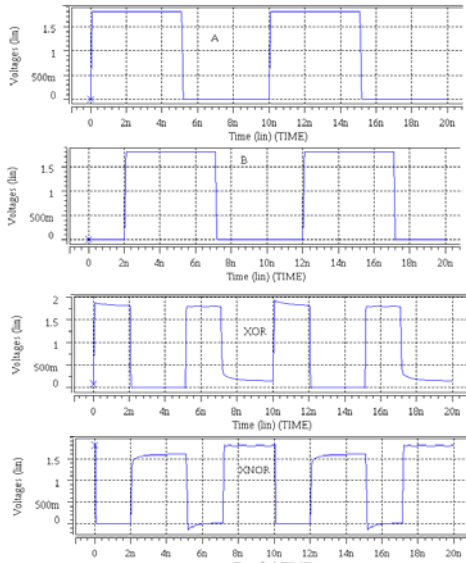 Voltages (lin)
1.5
1
500m
0
A
0 2n 4n 6n 8n 10n 12n 14n 16n 18n 20n
Time (lin) (TIME)
Voltages (lin)
1.5
1
500m
0
B
0 2n 4n 6n 8n 10n 12n 14n 16n 18n 20n
Time (lin) (TIME)
Voltages (lin)
2
1.5
1
500m
0
XOR
0 2n 4n 6n 8n 10n 12n 14n 16n 18n 20n
Time (lin) (TIME)
Voltages (lin)
1.5
1
500m
0
XNOR
0 2n 4n 6n 8n 10n 12n 14n 16n 18n 20n